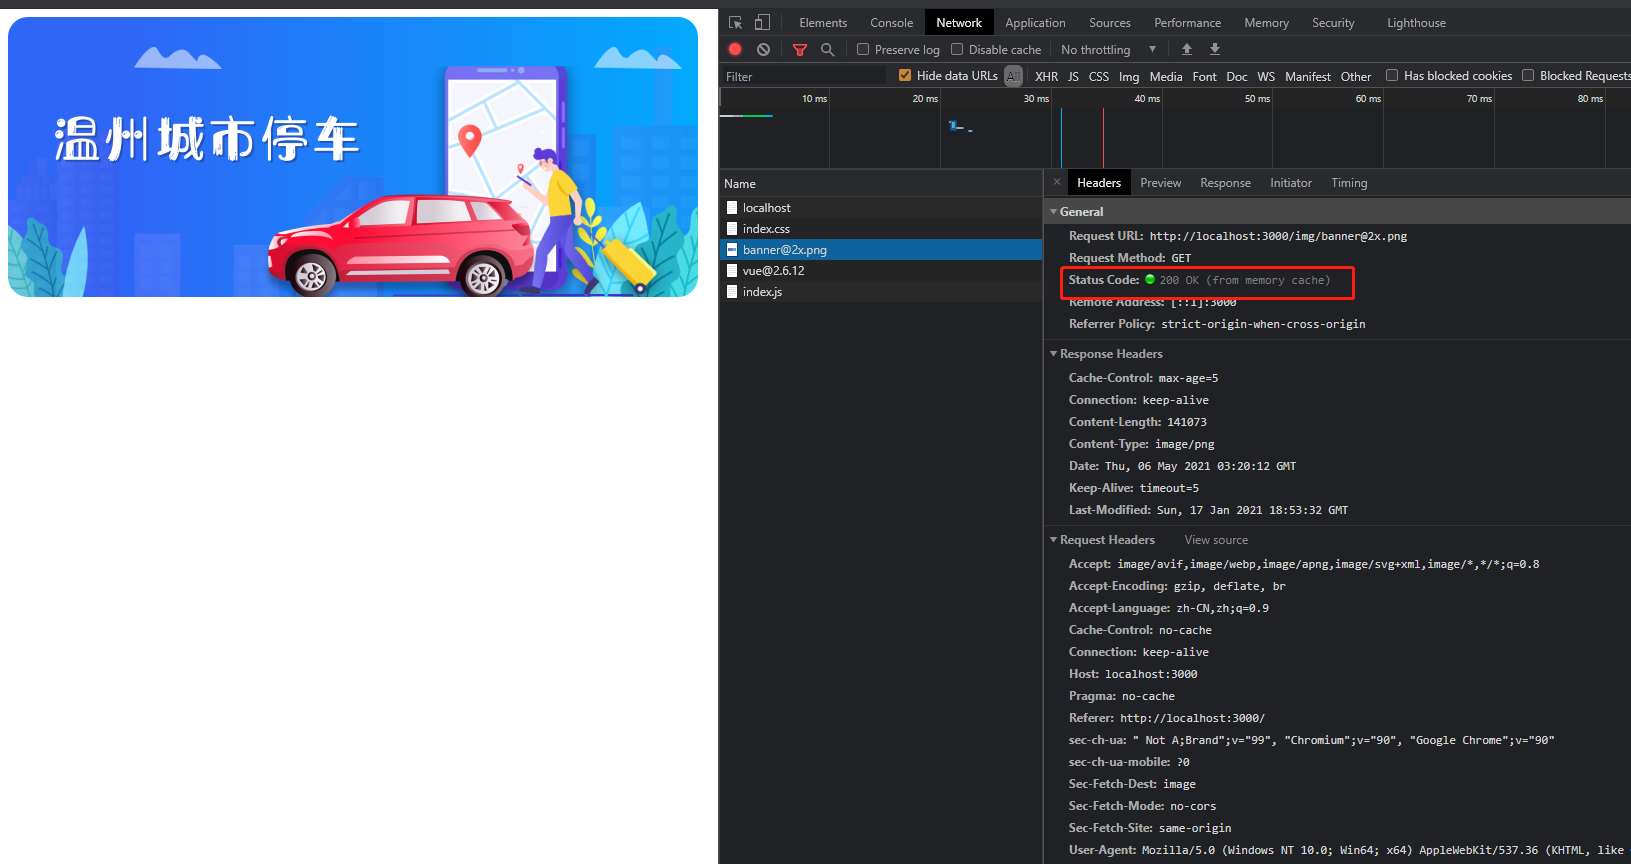 温州城市停车
Elements Console Network Application Sources Performance Memory Security Lighthouse
Preserve log Disable cache No throttling
Filter Hide data URLs All XHR JS CSS Img Media Font Doc WS Manifest Other Has blocked cookies Blocked Requests
10 ms 20 ms 30 ms 40 ms 50 ms 60 ms 70 ms 80 ms
Name
localhost
index.css
banner@2x.png
vue@2.6.12
index.js
× Headers Preview Response Initiator Timing
General
Request URL: http://localhost:3000/img/banner@2x.png
Request Method: GET
Status Code: 200 OK (from memory cache)
Remote Address: [::1]:3000
Referrer Policy: strict-origin-when-cross-origin
Response Headers
Cache-Control: max-age=5
Connection: keep-alive
Content-Length: 141073
Content-Type: image/png
Date: Thu, 06 May 2021 03:20:12 GMT
Keep-Alive: timeout=5
Last-Modified: Sun, 17 Jan 2021 18:53:32 GMT
Request Headers View source
Accept: image/avif,image/webp,image/apng,image/svg+xml,image/*,*/*;q=0.8
Accept-Encoding: gzip, deflate, br
Accept-Language: zh-CN,zh;q=0.9
Cache-Control: no-cache
Connection: keep-alive
Host: localhost:3000
Pragma: no-cache
Referer: http://localhost:3000/
sec-ch-ua: " Not A;Brand";v="99", "Chromium";v="90", "Google Chrome";v="90"
sec-ch-ua-mobile: ?0
Sec-Fetch-Dest: image
Sec-Fetch-Mode: no-cors
Sec-Fetch-Site: same-origin
User-Agent: Mozilla/5.0 (Windows NT 10.0; Win64; x64) AppleWebKit/537.36 (KHTML, like